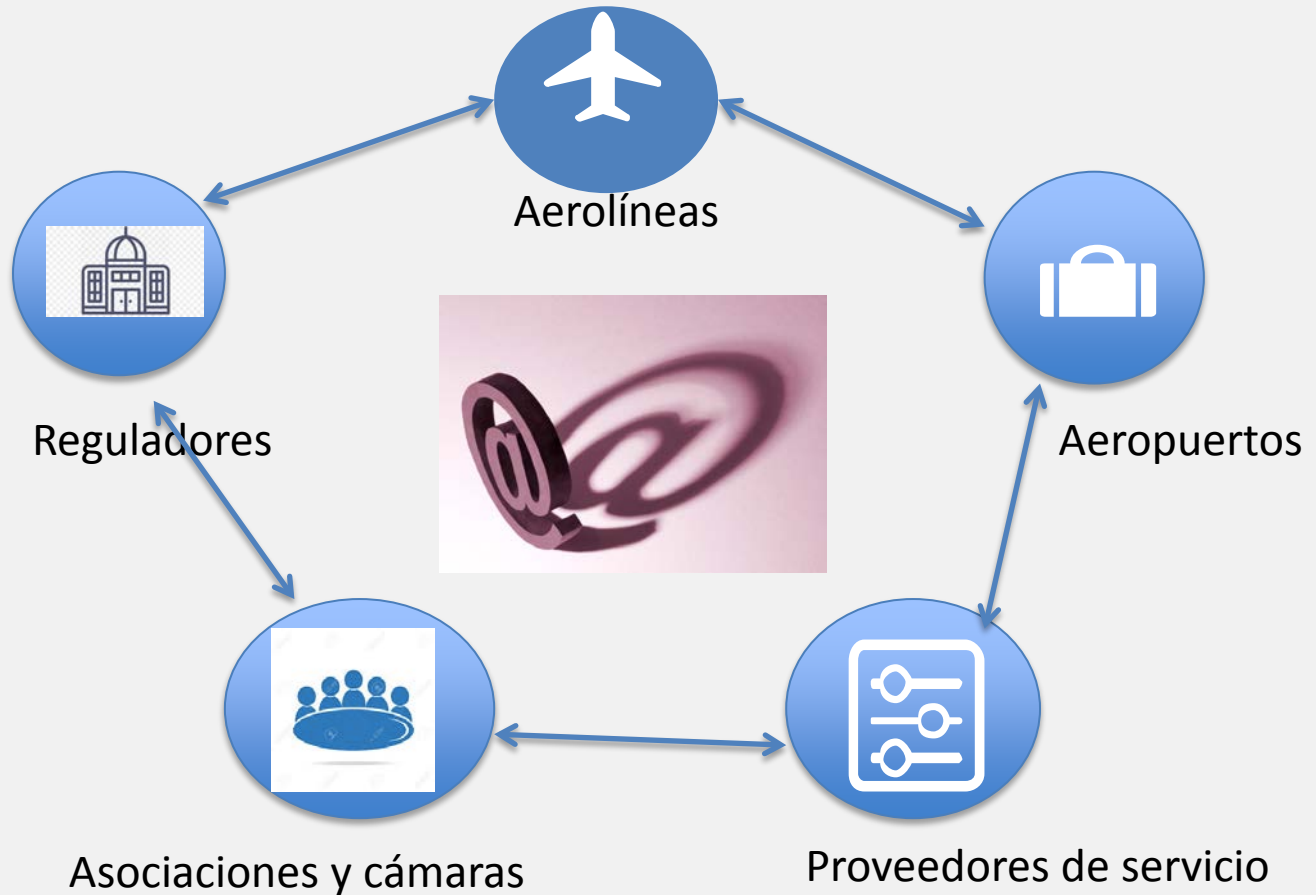 Aerolíneas
Reguladores
Aeropuertos
@
Asociaciones y cámaras
Proveedores de servicio